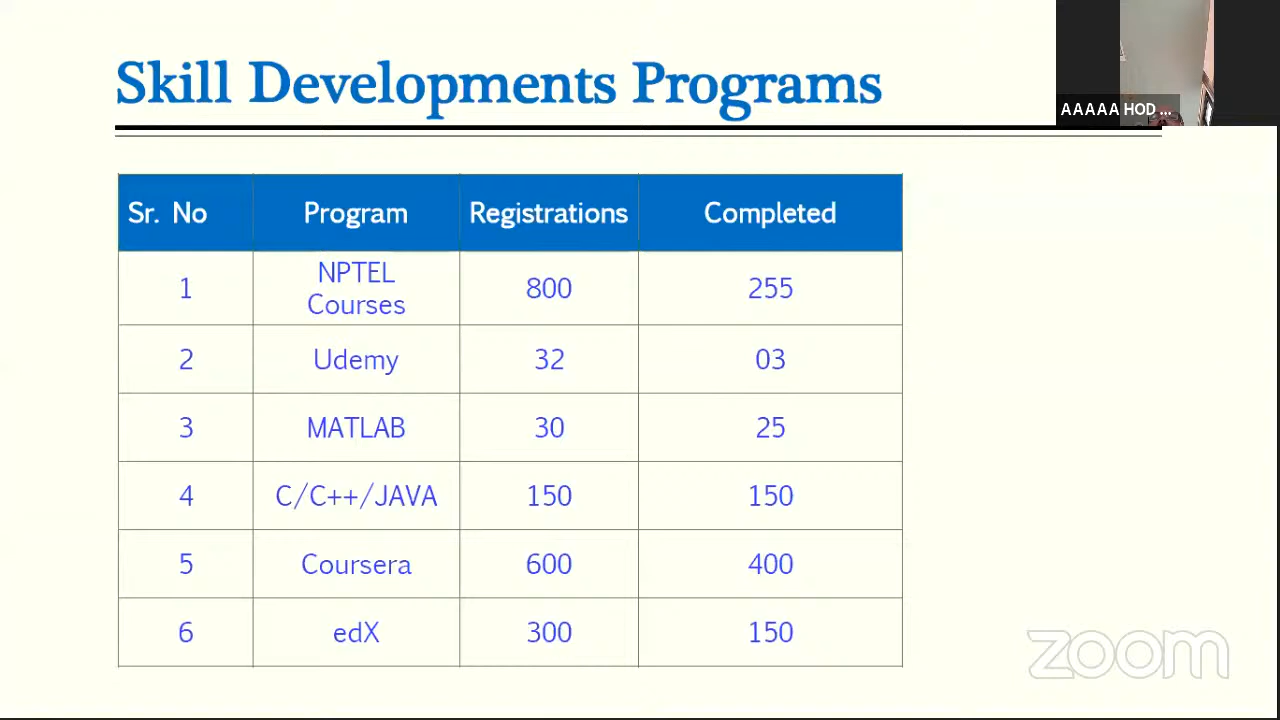 Skill Developments Programs
AAAAA HOD ...
Sr. No Program Registrations Completed
1 NPTEL Courses 800 255
2 Udemy 32 03
3 MATLAB 30 25
4 C/C++/JAVA 150 150
5 Coursera 600 400
6 edX 300 150
zoom